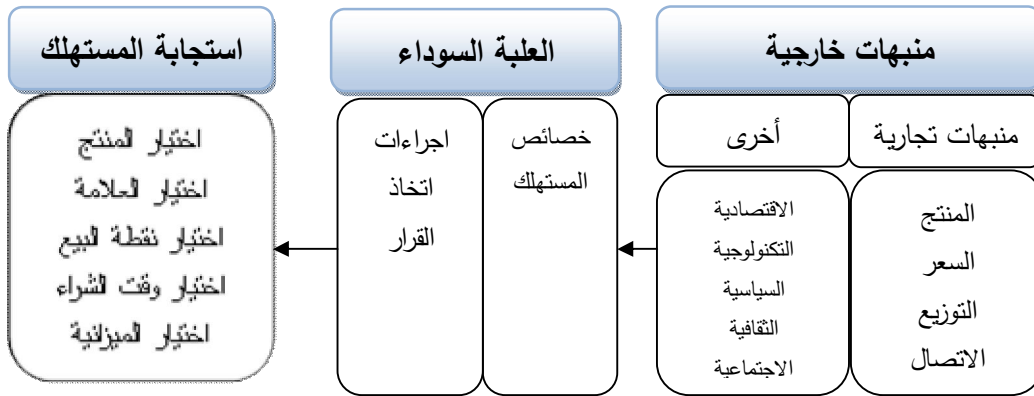 منبهات خارجية
منبهات تجارية
المنتج
السعر
التوزيع
الاتصال
أخرى
الاقتصادية
التكنولوجية
السياسية
الثقافية
الاجتماعية
العلبة السوداء
خصائص
المستهلك
اجراءات
اتخاذ
القرار
استجابة المستهلك
اختيار المنتج
اختيار العلامة
اختيار نقطة البيع
اختيار وقت الشراء
اختيار الميزانية